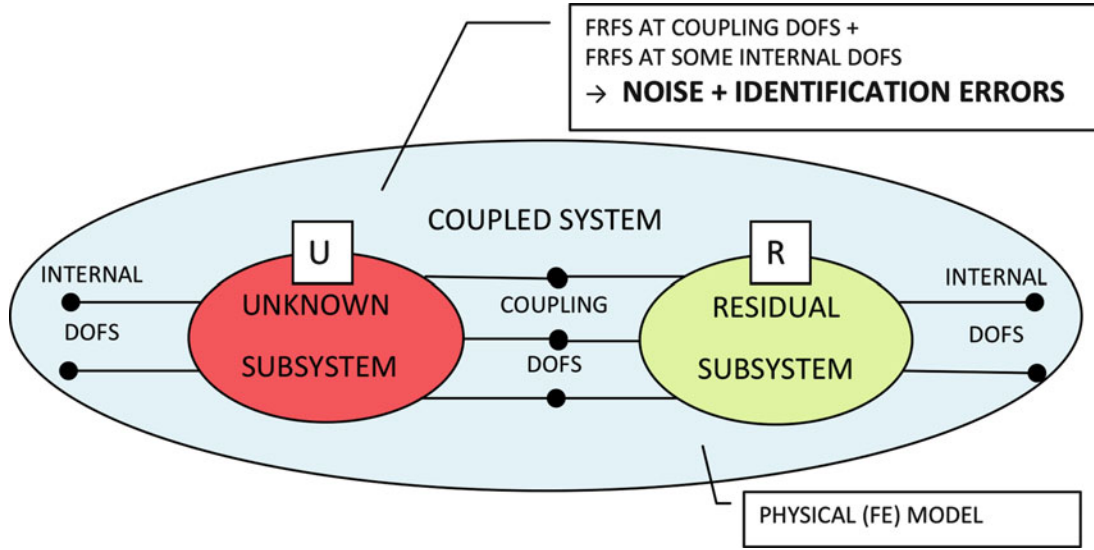 FRFS AT COUPLING DOFS +
FRFS AT SOME INTERNAL DOFS
→ NOISE + IDENTIFICATION ERRORS
COUPLED SYSTEM
U
R
INTERNAL
DOFS
UNKNOWN
SUBSYSTEM
COUPLING
DOFS
RESIDUAL
SUBSYSTEM
INTERNAL
DOFS
PHYSICAL (FE) MODEL